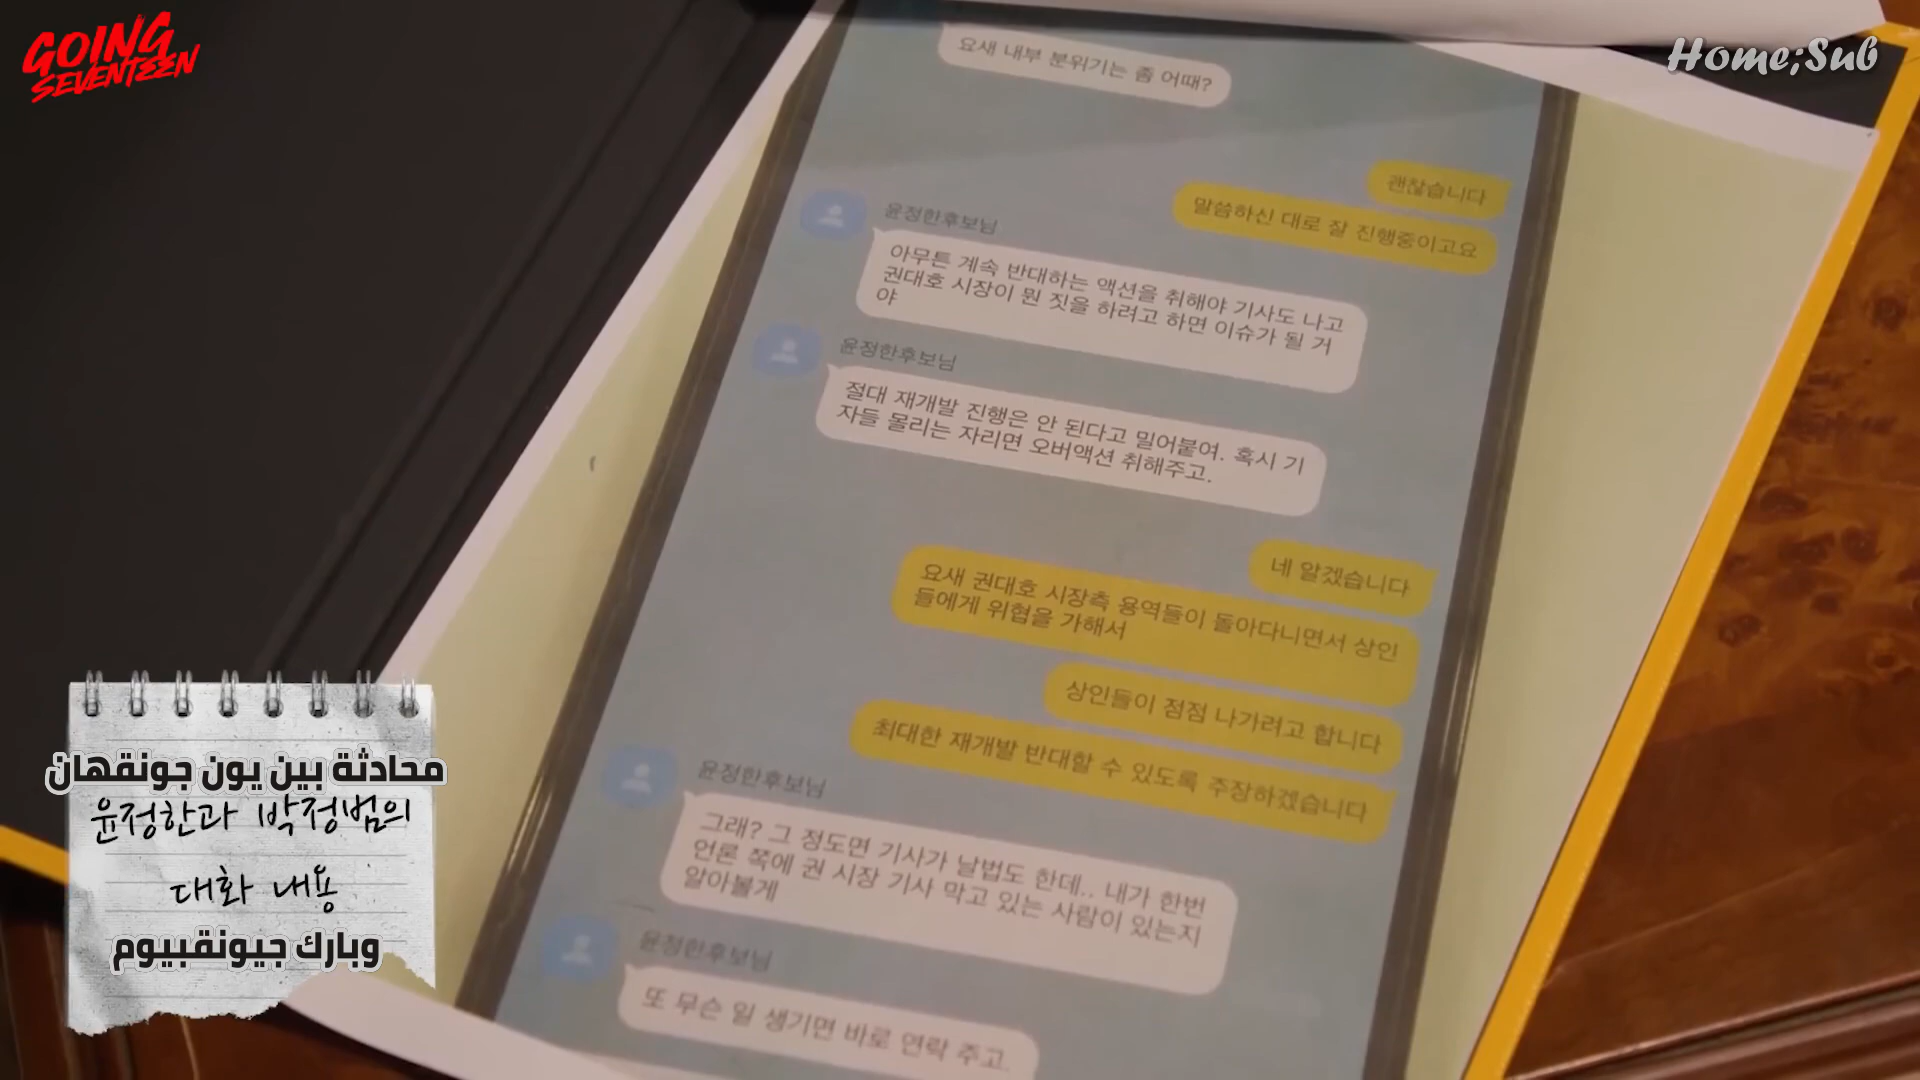 GOING
SEVENTEEN
Home;Sub
요새 내부 분위기는 좀 어때?
괜찮습니다
말씀하신 대로 잘 진행중이고요
윤정한후보님
아무튼 계속 반대하는 액션을 취해야 기사도 나고
권대호 시장이 뭔 짓을 하려고 하면 이슈가 될 거
야
윤정한후보님
절대 재개발 진행은 안 된다고 밀어붙여. 혹시 기
자들 몰리는 자리면 오버액션 취해주고.
네 알겠습니다
요새 권대호 시장측 용역들이 돌아다니면서 상인
들에게 위협을 가해서
상인들이 점점 나가려고 합니다
최대한 재개발 반대할 수 있도록 주장하겠습니다
윤정한후보님
그래? 그 정도면 기사가 날법도 한데.. 내가 한번
언론 쪽에 권 시장 기사 막고 있는 사람이 있는지
알아볼게
윤정한후보님
또 무슨 일 생기면 바로 연락 주고.
محادثة بين يون جونقهان
윤정한과 박정범의
대화 내용
وبارك جيونقبيوم